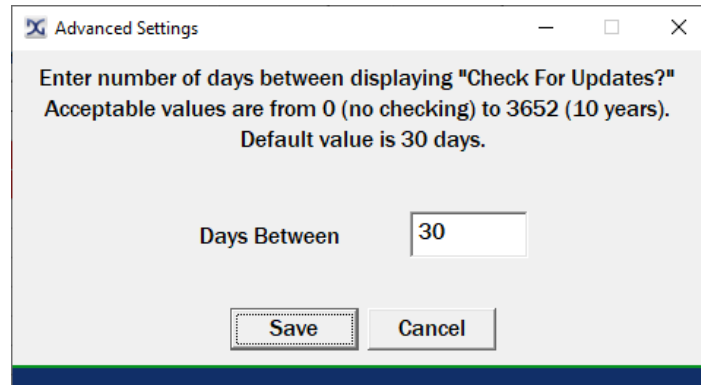 Advanced Settings
Enter number of days between displaying "Check For Updates?"
Acceptable values are from 0 (no checking) to 3652 (10 years).
Default value is 30 days.
Days Between 30
Save Cancel